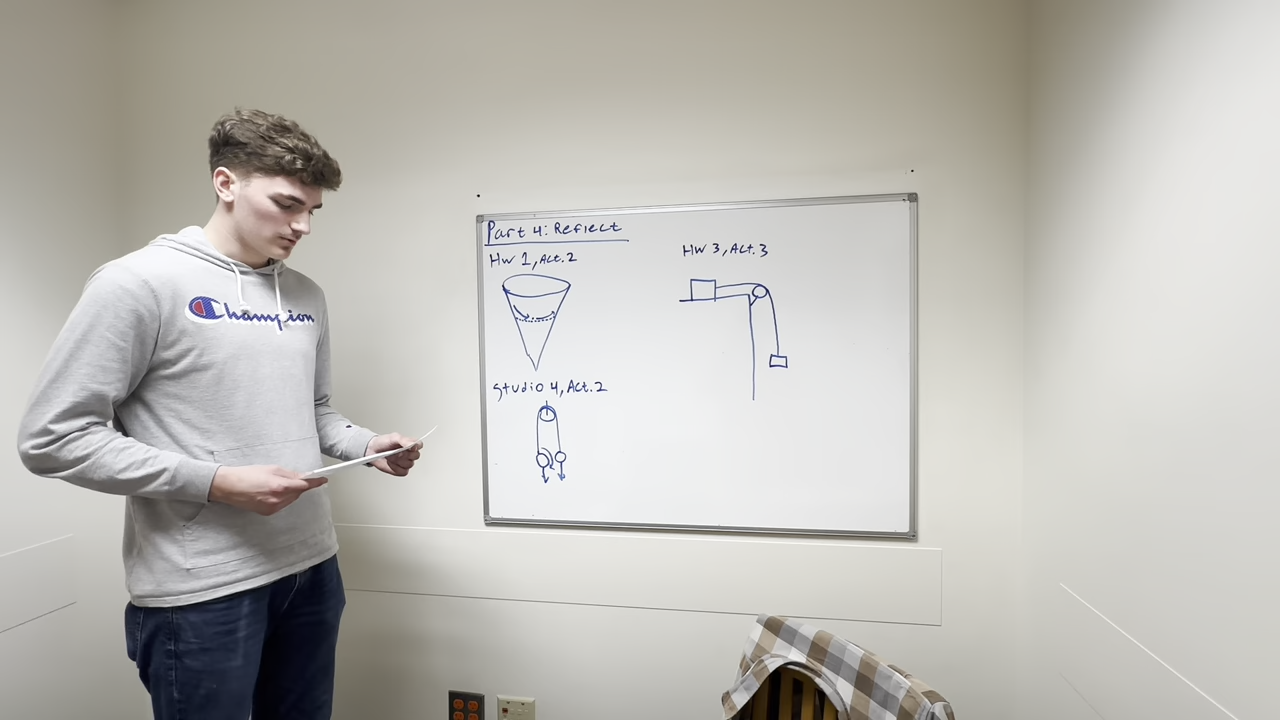 Champion
Part 4: Reflect
HW 1, Act. 2
HW 3, Act. 3
Studio 4, Act. 2